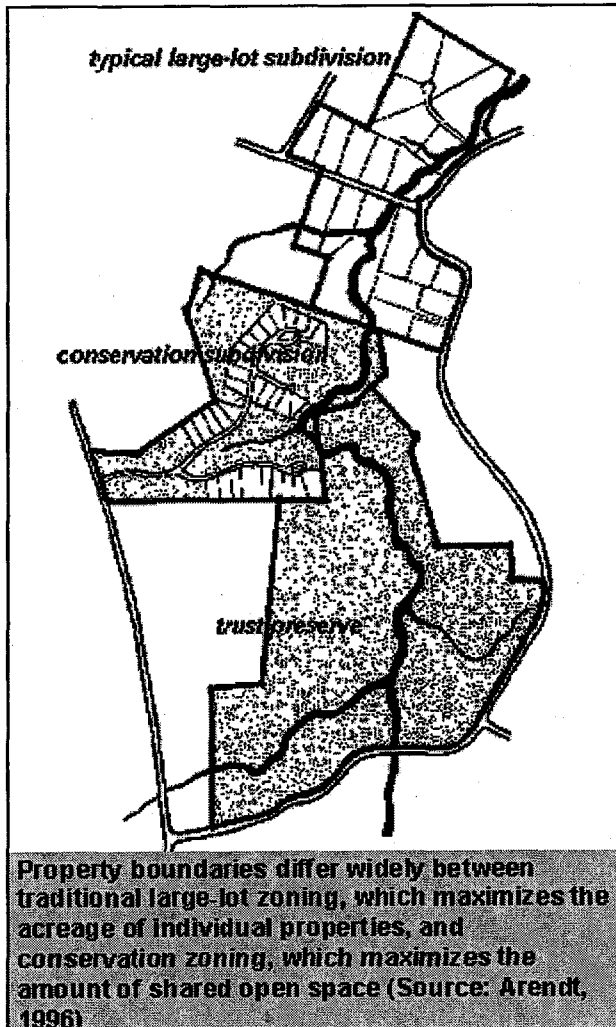 typical large-lot subdivision
conservation subdivision
trust preserve
Property boundaries differ widely between
traditional large-lot zoning, which maximizes the
acreage of individual properties, and
conservation zoning, which maximizes the
amount of shared open space (Source: Arendt,
1996)